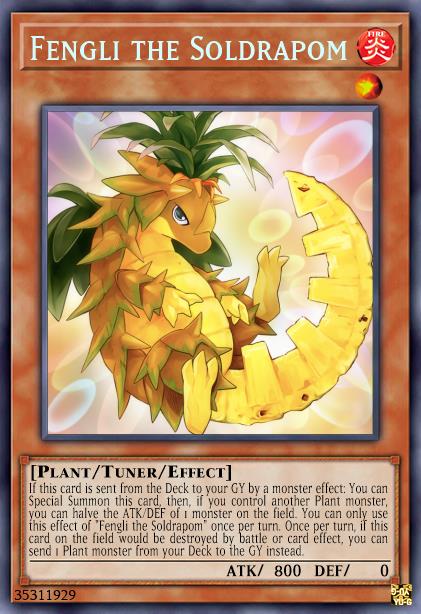 Fengli the Soldrapom
FIRE
炎
[Plant/Tuner/Effect]
If this card is sent from the Deck to your GY by a monster effect: You can
Special Summon this card, then, if you control another Plant monster,
you can halve the ATK/DEF of 1 monster on the field. You can only use
this effect of "Fengli the Soldrapom" once per turn. Once per turn, if this
card on the field would be destroyed by battle or card effect, you can
send 1 Plant monster from your Deck to the GY instead.
ATK/ 800 DEF/ 0
35311929